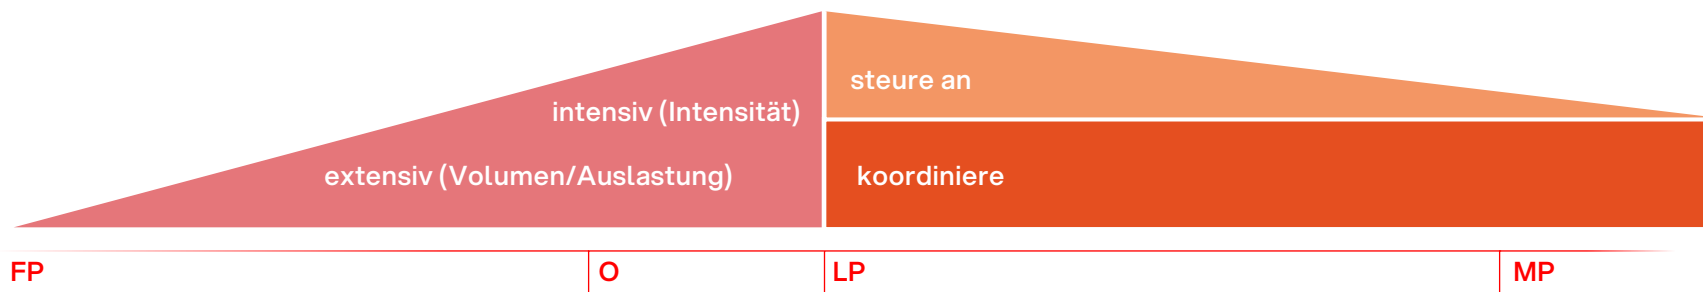 steure an
intensiv (Intensität)
extensiv (Volumen/Auslastung)
koordiniere
FP
O
LP
MP